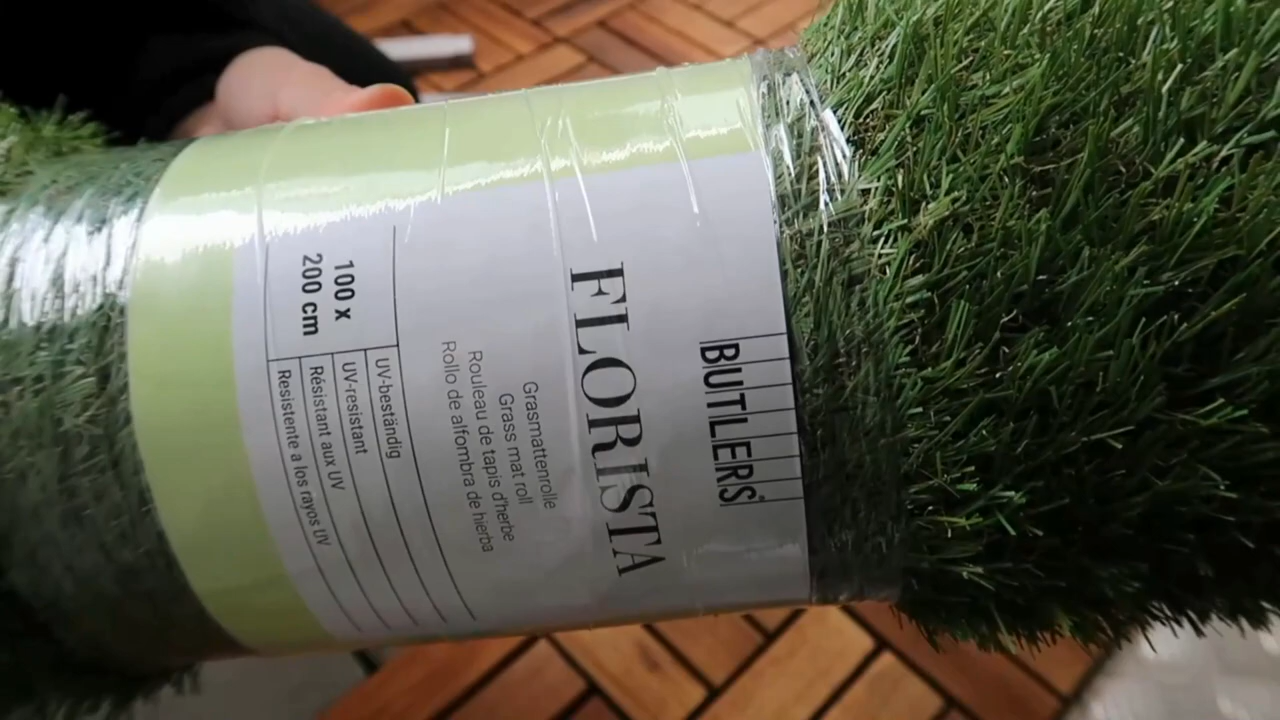 BUTLERS®
FLORISTA
Grasmattenrolle
Grass mat roll
Rouleau de tapis d'herbe
Rollo de alfombra de hierba
100 x
200 cm
UV-beständig
UV-resistant
Résistant aux UV
Resistente a los rayos UV